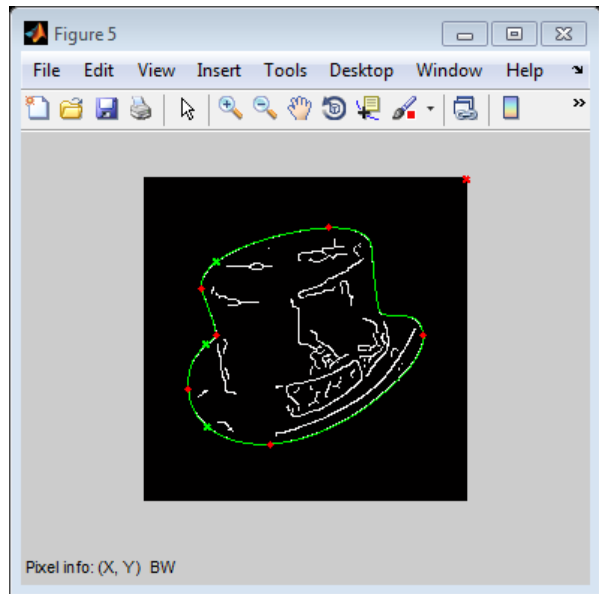 Figure 5
File Edit View Insert Tools Desktop Window Help
Pixel info: (X, Y) BW